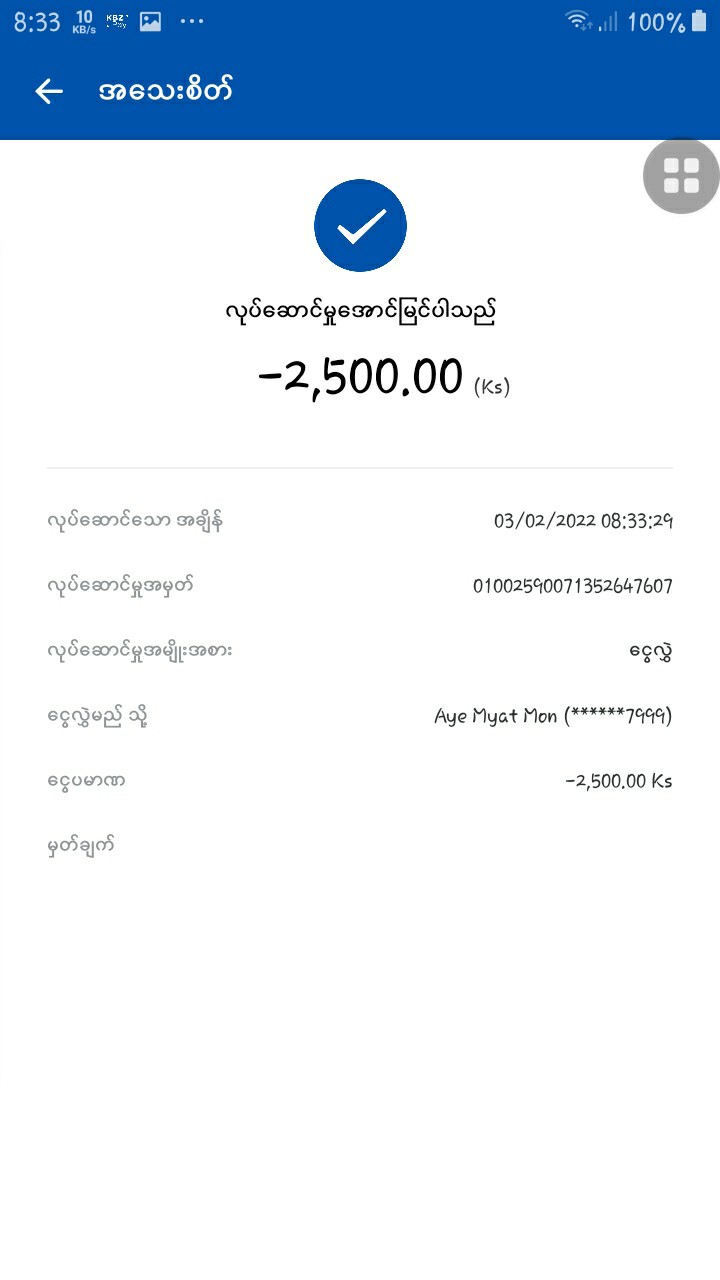 8:33 10 KB/s KBZ Pay 100%
အသေးစိတ်
လုပ်ဆောင်မှုအောင်မြင်ပါသည်
-2,500.00 (Ks)
လုပ်ဆောင်သော အချိန် 03/02/2022 08:33:29
လုပ်ဆောင်မှုအမှတ် 01002590071352647607
လုပ်ဆောင်မှုအမျိုးအစား ငွေလွှဲ
ငွေလွှဲမည် သို့ Aye Myat Mon (******7999)
ငွေပမာဏ -2,500.00 Ks
မှတ်ချက်